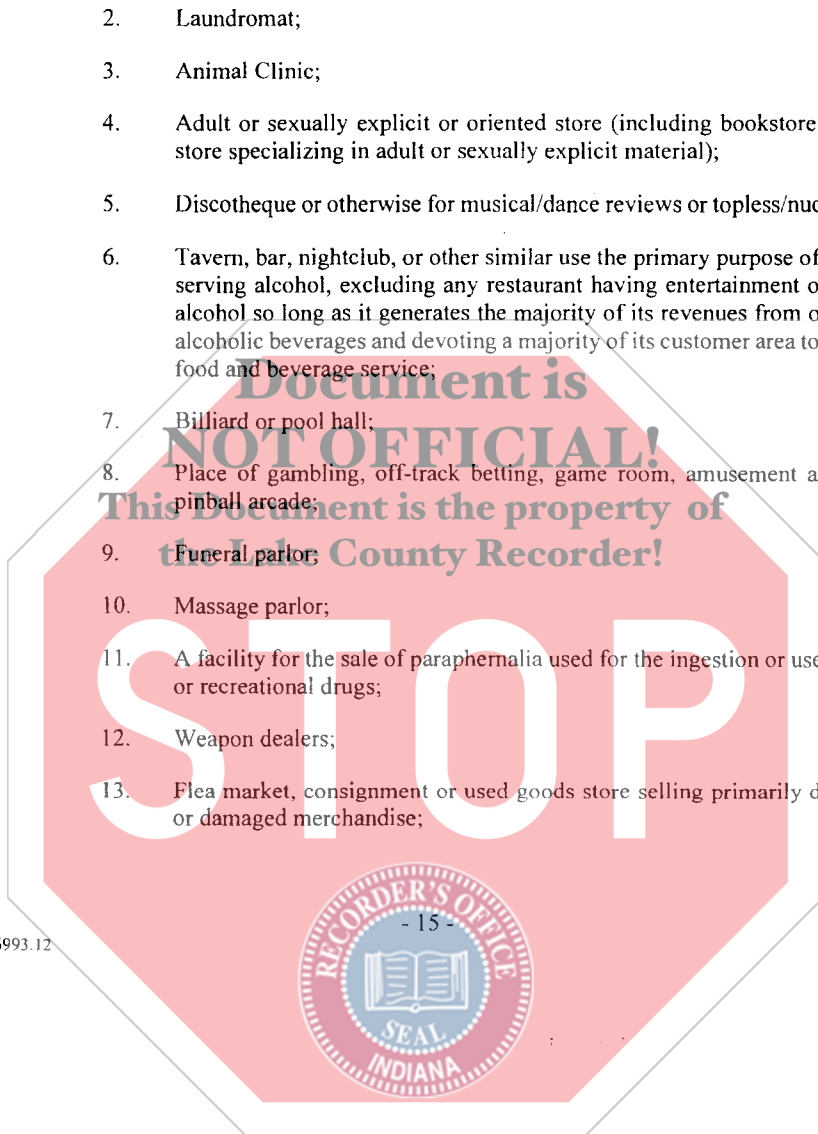 2. Laundromat;
3. Animal Clinic;
4. Adult or sexually explicit or oriented store (including bookstore
store specializing in adult or sexually explicit material);
5. Discotheque or otherwise for musical/dance reviews or topless/nud
6. Tavern, bar, nightclub, or other similar use the primary purpose of
serving alcohol, excluding any restaurant having entertainment o
alcohol so long as it generates the majority of its revenues from o
alcoholic beverages and devoting a majority of its customer area to
food and beverage service;
Document is
7. Billiard or pool hall;
NOT OFFICIAL!
8. Place of gambling, off-track betting, game room, amusement a
pinball arcade;
This Document is the property of
9. Funeral parlor;
the Lake County Recorder!
10. Massage parlor;
11. A facility for the sale of paraphernalia used for the ingestion or use
or recreational drugs;
STOP
12. Weapon dealers;
13. Flea market, consignment or used goods store selling primarily d
or damaged merchandise;
RECORDER'S OFFICE
- 15 -
993.12
SEAL
INDIANA